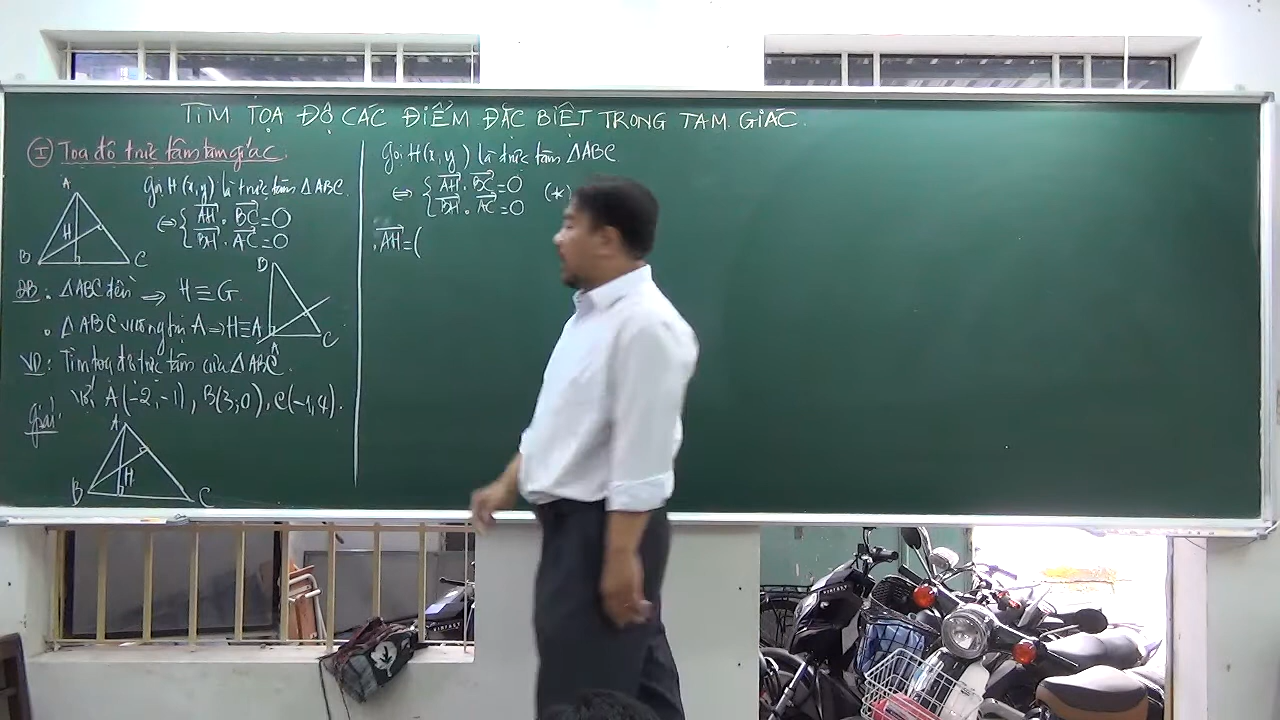 TÌM TỌA ĐỘ CÁC ĐIỂM ĐẶC BIỆT TRONG TAM GIÁC.
I Tọa độ trực tâm tam giác.
A
H
B C
Gọi H(x,y) là trực tâm ΔABC.
⇔ { AH . BC = 0
{ BH . AC = 0
ĐB: . ΔABC đều ⇒ H ≡ G.
. ΔABC vuông tại A ⇒ H ≡ A
B
A C
VD: Tìm tọa độ trực tâm của ΔABC.
Với A(-2;-1), B(3;0), C(-1,4).
Giải:
A
H
B C
Gọi H(x,y) là trực tâm ΔABC
⇔ { AH . BC = 0
{ BH . AC = 0 (*)
. AH = (